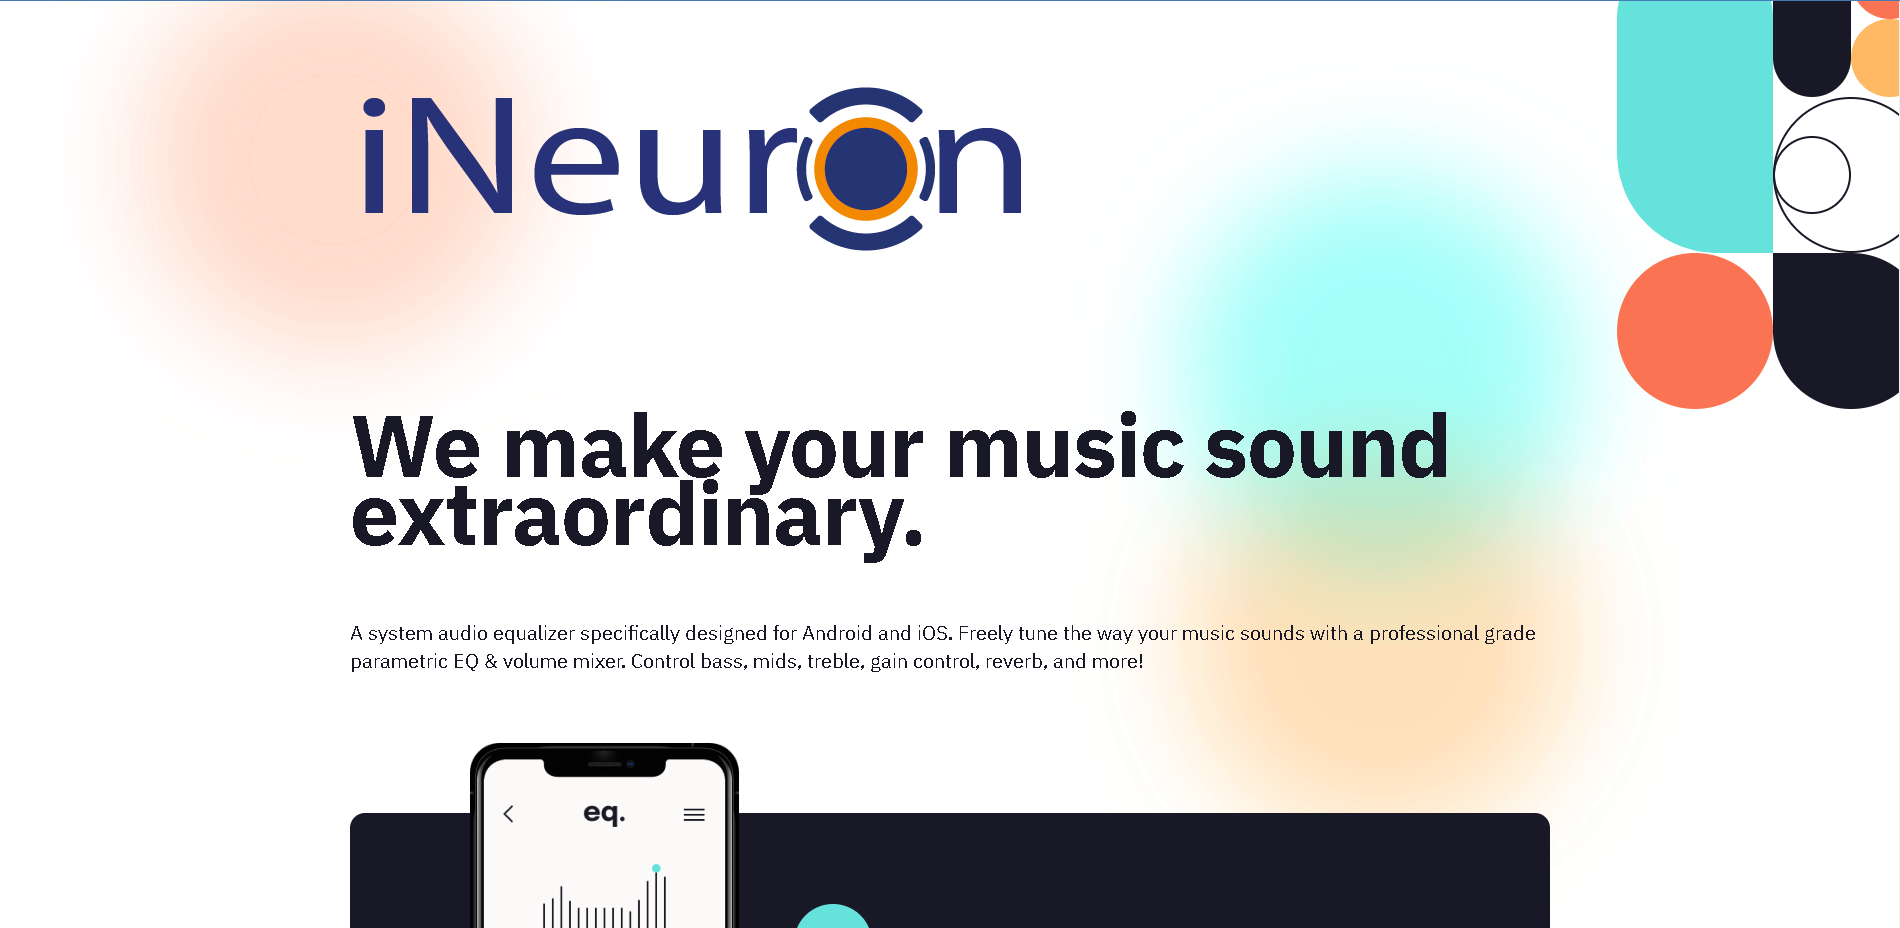 iNeuron
We make your music sound
extraordinary.
A system audio equalizer specifically designed for Android and iOS. Freely tune the way your music sounds with a professional grade
parametric EQ & volume mixer. Control bass, mids, treble, gain control, reverb, and more!
eq.